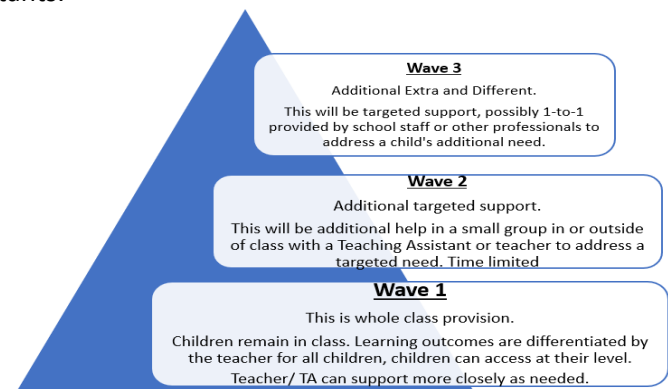 Wave 3
Additional Extra and Different.
This will be targeted support, possibly 1-to-1
provided by school staff or other professionals to
address a child's additional need.
Wave 2
Additional targeted support.
This will be additional help in a small group in or outside
of class with a Teaching Assistant or teacher to address a
targeted need. Time limited
Wave 1
This is whole class provision.
Children remain in class. Learning outcomes are differentiated by
the teacher for all children, children can access at their level.
Teacher/ TA can support more closely as needed.